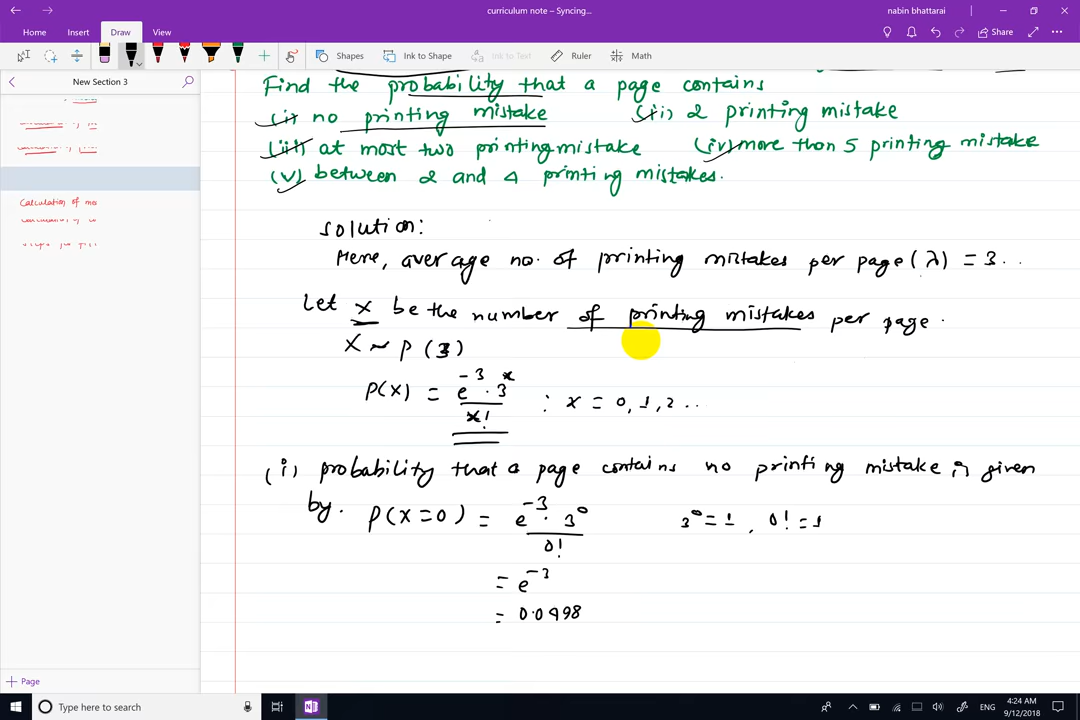 curriculum note - Syncing...
nabin bhattarai
Home Insert Draw View
Share
Shapes Ink to Shape Ink to Text Ruler Math
New Section 3
Find the probability that a page contains
(i) no printing mistake (ii) 2 printing mistake
(iii) at most two printing mistake (iv) more than 5 printing mistake
(v) between 2 and 4 printing mistakes.
Calculation of
Solution:
Here, average no. of printing mistakes per page (λ) = 3 ..
Let X be the number of printing mistakes per page.
X ~ P (3)
P(X) = e^-3 . 3^x / x! : x = 0, 1, 2 ...
(i) probability that a page contains no printing mistake is given
by. P(X=0) = e^-3 . 3^0 / 0! 3^0 = 1 , 0! = 1
= e^-3
= 0.0498
+ Page
Type here to search
ENG
4:24 AM
9/12/2018